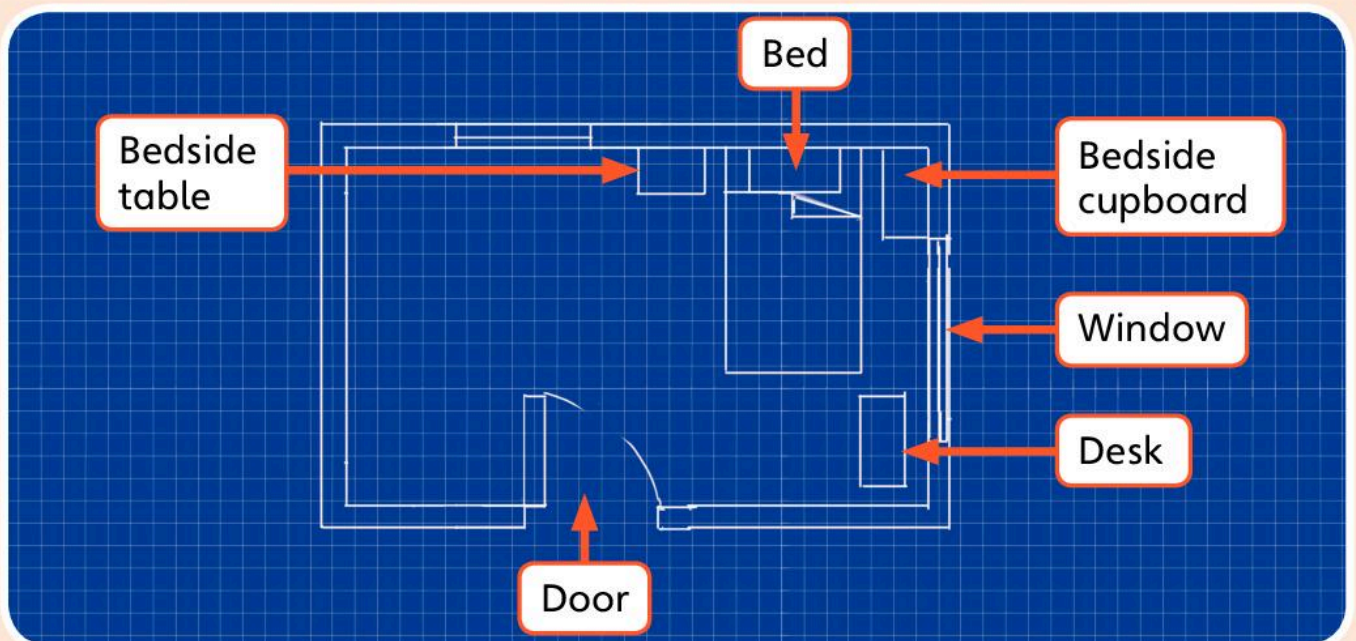 Bed
Bedside
table
Bedside
cupboard
Window
Desk
Door